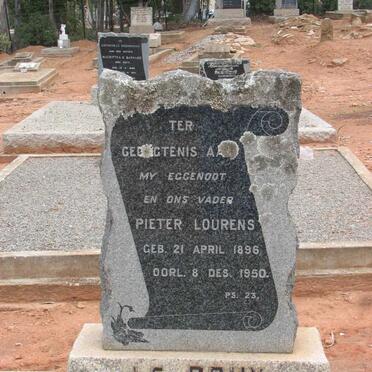 TER
GEDAGTENIS AAN
MY EGGENOOT
EN ONS VADER
PIETER LOURENS
GEB. 21 APRIL 1896
OORL. 8 DES. 1950.
PS. 23.